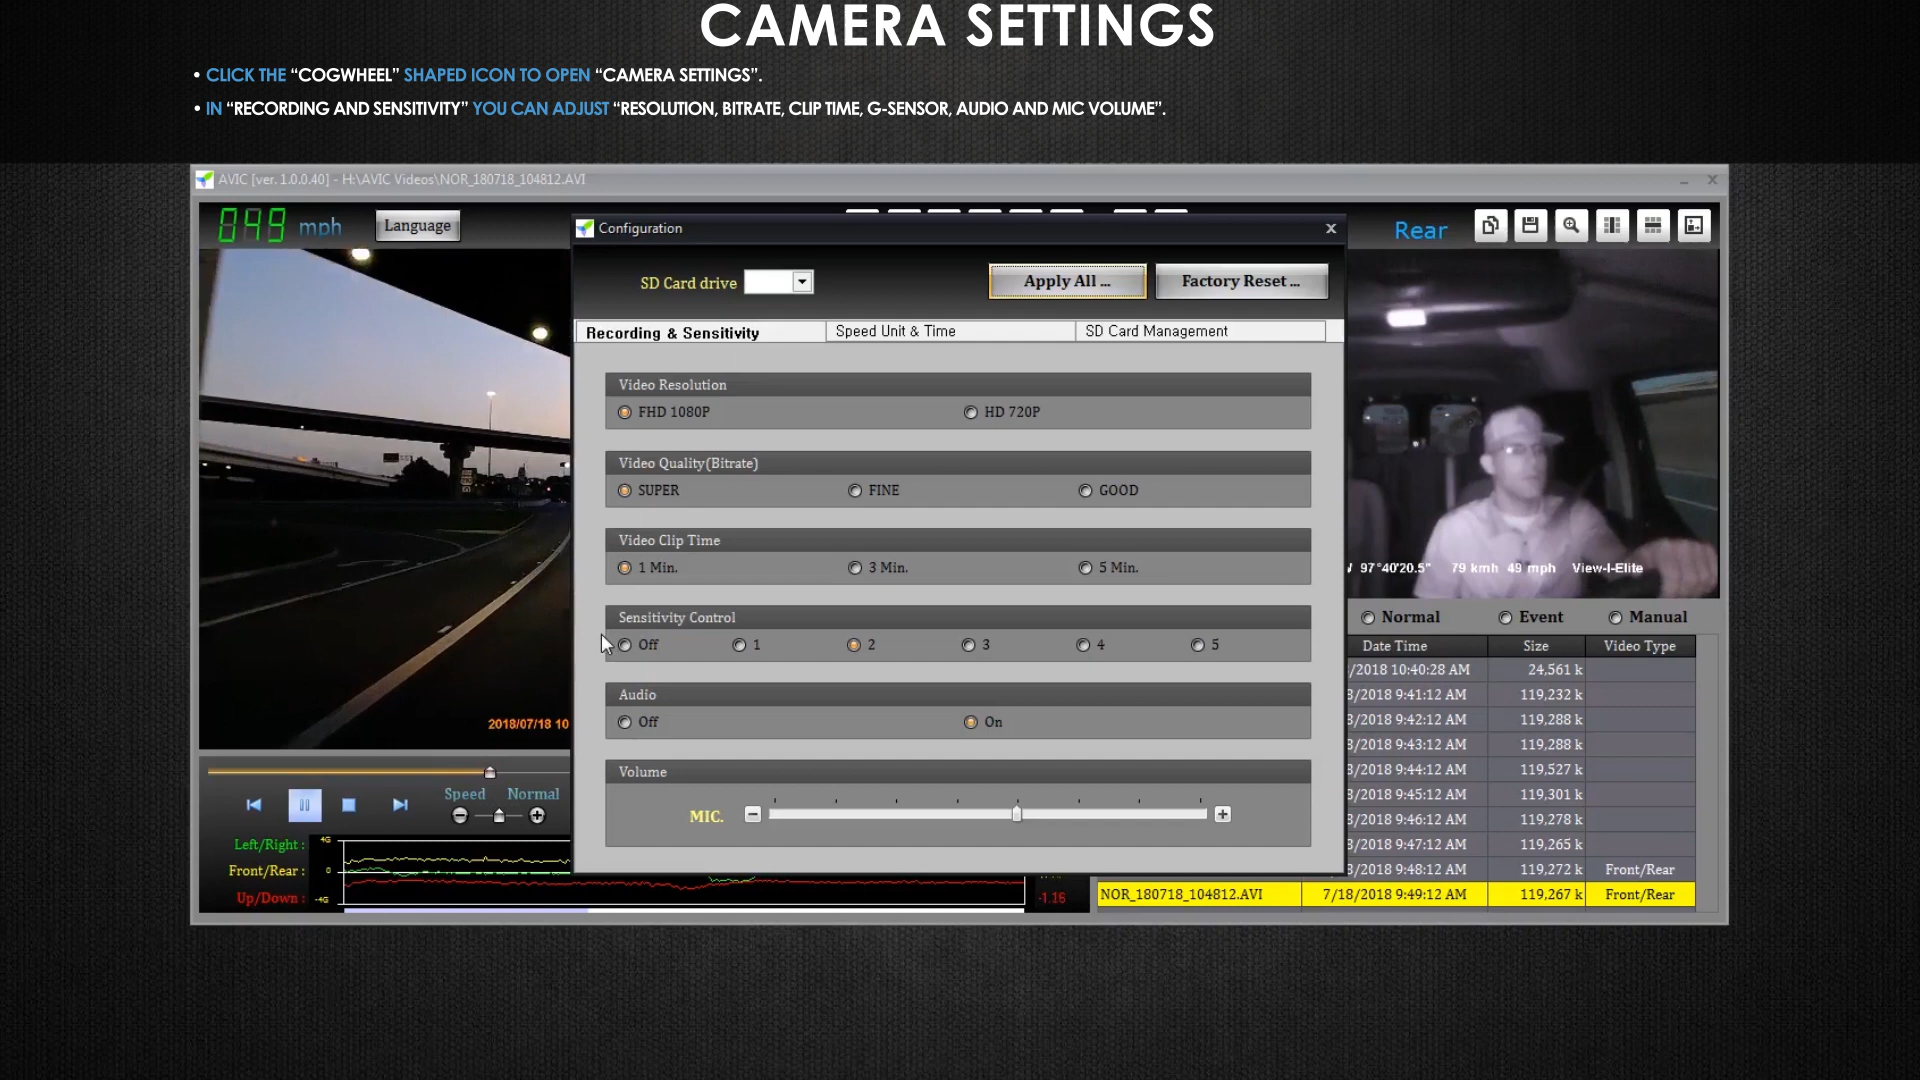 CAMERA SETTINGS
• CLICK THE “COGWHEEL” SHAPED ICON TO OPEN “CAMERA SETTINGS”.
• IN “RECORDING AND SENSITIVITY” YOU CAN ADJUST “RESOLUTION, BITRATE, CLIP TIME, G-SENSOR, AUDIO AND MIC VOLUME”.
AVIC [ver. 1.0.0.40] - H:\AVIC Videos\NOR_180718_104812.AVI
049 mph
Language
Configuration
Rear
SD Card drive
Apply All ...
Factory Reset ...
Recording & Sensitivity
Speed Unit & Time
SD Card Management
Video Resolution
FHD 1080P
HD 720P
Video Quality(Bitrate)
SUPER
FINE
GOOD
Video Clip Time
1 Min.
3 Min.
5 Min.
97°40'20.5" 79 kmh 49 mph View-I-Elite
Sensitivity Control
Off
1
2
3
4
5
Audio
Off
On
Volume
MIC.
2018/07/18 10
Speed Normal
Left/Right :
Front/Rear :
Up/Down :
4G
0
-4G
-1.16
Normal
Event
Manual
Date Time Size Video Type
/2018 10:40:28 AM 24,561 k
/2018 9:41:12 AM 119,232 k
/2018 9:42:12 AM 119,288 k
/2018 9:43:12 AM 119,288 k
/2018 9:44:12 AM 119,527 k
/2018 9:45:12 AM 119,301 k
/2018 9:46:12 AM 119,278 k
/2018 9:47:12 AM 119,265 k
/2018 9:48:12 AM 119,272 k Front/Rear
NOR_180718_104812.AVI 7/18/2018 9:49:12 AM 119,267 k Front/Rear